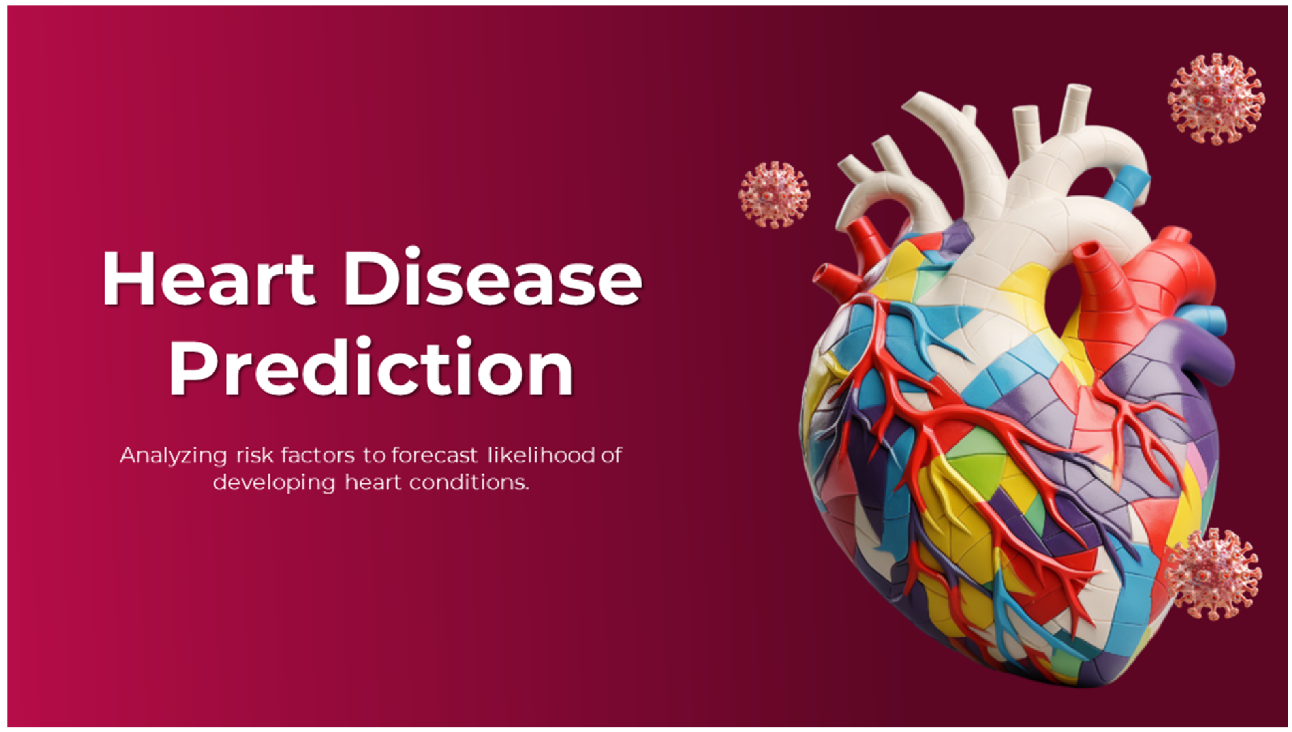 Heart Disease
Prediction
Analyzing risk factors to forecast likelihood of
developing heart conditions.